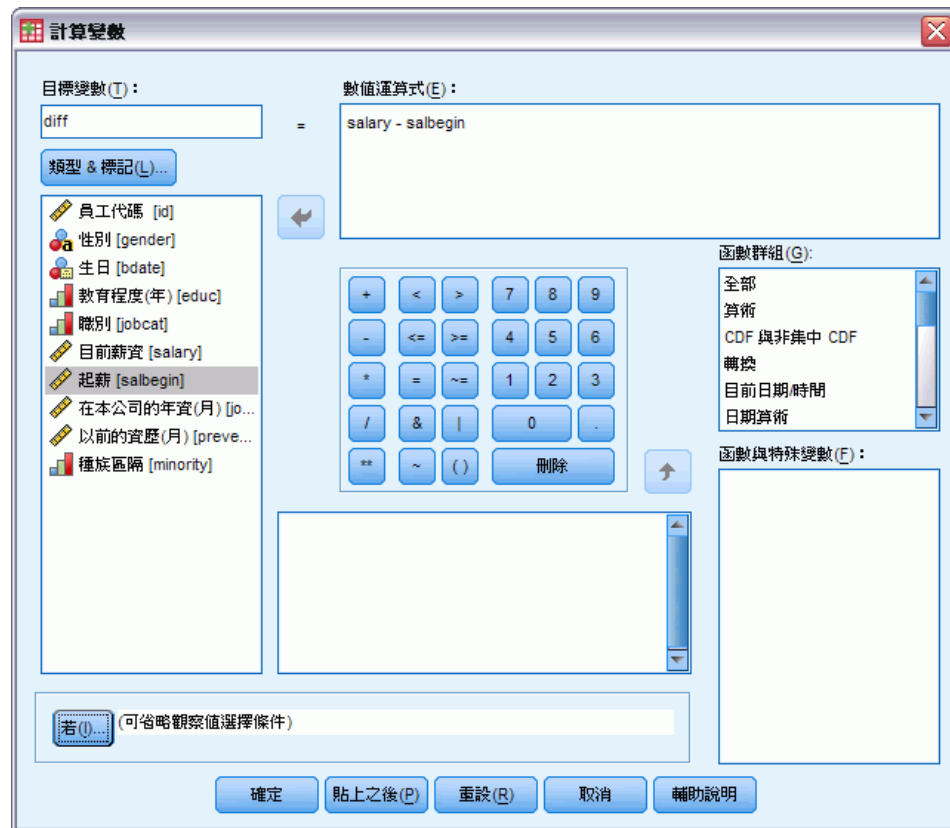 計算變數
目標變數(T)：
diff
=
數值運算式(E)：
salary - salbegin
類型 & 標記(L)...
員工代碼 [id]
性別 [gender]
生日 [bdate]
教育程度(年) [educ]
職別 [jobcat]
目前薪資 [salary]
起薪 [salbegin]
在本公司的年資(月) [jo...
以前的資歷(月) [preve...
種族區隔 [minority]
+ < > 7 8 9
- <= >= 4 5 6
* = ~= 1 2 3
/ & | 0 .
** ~ ( ) 刪除
函數群組(G):
全部
算術
CDF 與非集中 CDF
轉換
目前日期/時間
日期算術
函數與特殊變數(F)：
若(I)... (可省略觀察值選擇條件)
確定 貼上之後(P) 重設(R) 取消 輔助說明